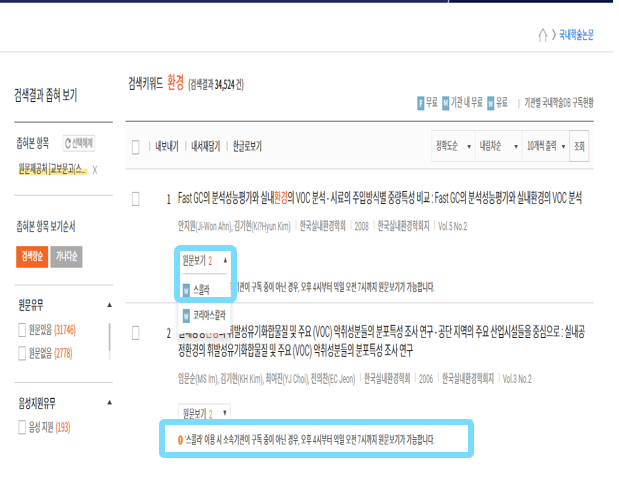 국내학술논문
검색결과 좁혀 보기
검색키워드 환경 (검색결과 34,524 건)
F 무료 M 기관 내 무료 W 유료 | 기관별 국내학술DB 구독현황
좁혀본 항목 선택해제
원문제공처 [교보문고(스... X
내보내기 | 내서재담기 | 한글로보기
정확도순 내림차순 10개씩 출력 조회
1 Fast GC의 분석성능평가와 실내환경의 VOC 분석 - 시료의 주입방식별 중량특성 비교 : Fast GC의 분석성능평가와 실내환경의 VOC 분석
안지원(Ji-Won Ahn), 김기현(Ki?Hyun Kim) | 한국실내환경학회 | 2008 | 한국실내환경학회지 | Vol.5 No.2
좁혀본 항목 보기순서
검색량순 가나다순
원문보기 2
W 스콜라
기관이 구독 중이 아닌 경우, 오후 4시부터 익일 오전 7시까지 원문보기가 가능합니다.
W 코리아스콜라
원문유무
원문있음 (31746)
원문없음 (2778)
2 휘발성유기화합물질 및 주요 (VOC) 악취성분들의 분포특성 조사 연구 - 공단 지역의 주요 산업시설들을 중심으로 : 실내공
정환경의 휘발성유기화합물질 및 주요 (VOC) 악취성분들의 분포특성 조사 연구
임문순(MS Im), 김기현(KH Kim), 최여진(YJ Choi), 전의찬(EC Jeon) | 한국실내환경학회 | 2006 | 한국실내환경학회지 | Vol.3 No.2
음성지원유무
음성 지원 (193)
원문보기 2
'스콜라' 이용 시 소속기관이 구독 중이 아닌 경우, 오후 4시부터 익일 오전 7시까지 원문보기가 가능합니다.